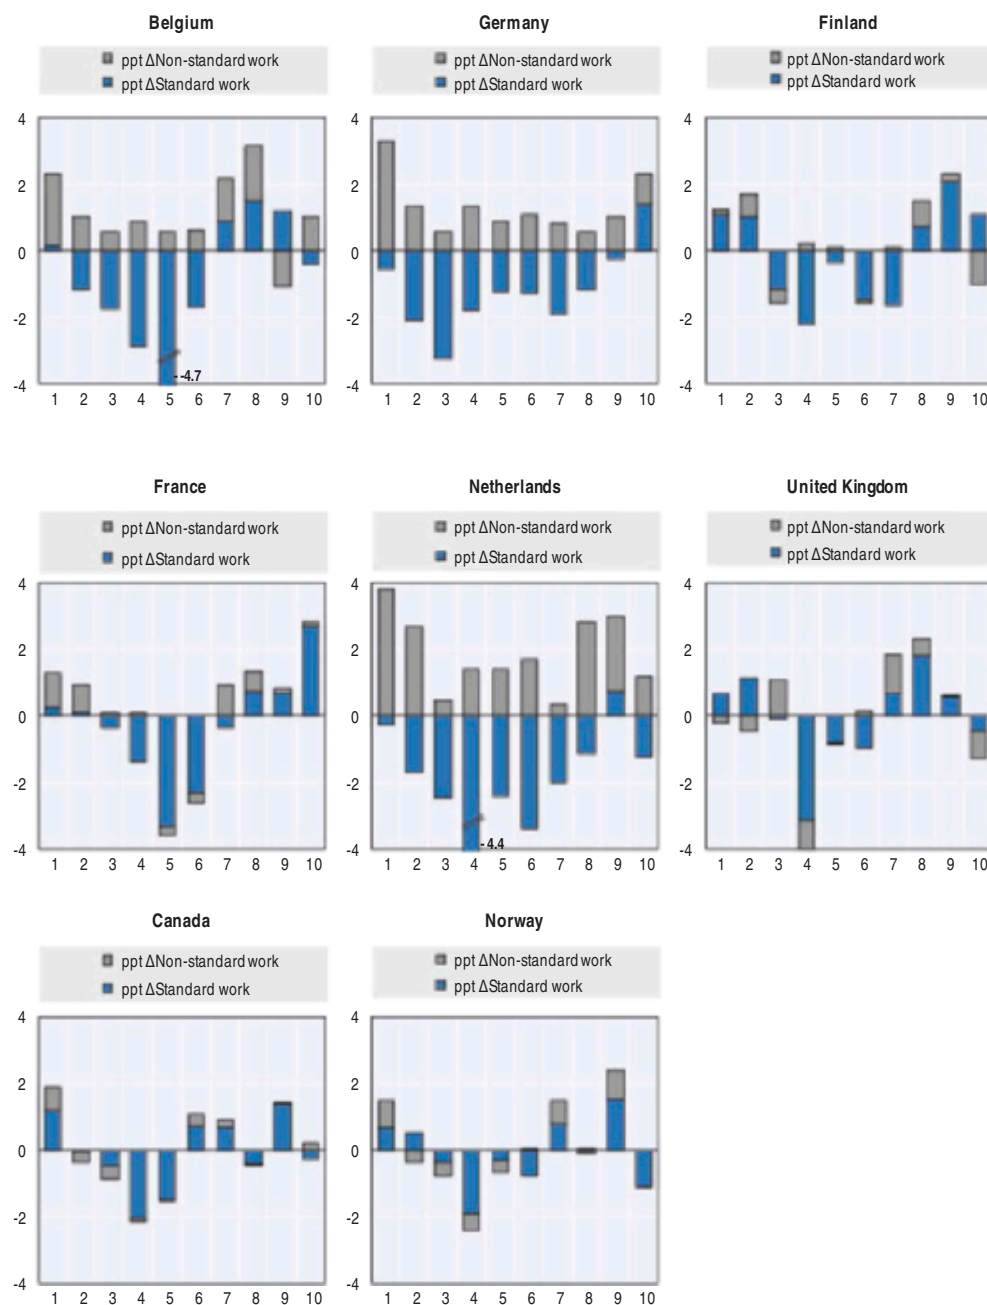 Belgium
ppt ΔNon-standard work
ppt ΔStandard work
4
2
0
-2
-4
-4.7
1 2 3 4 5 6 7 8 9 10
Germany
ppt ΔNon-standard work
ppt ΔStandard work
4
2
0
-2
-4
1 2 3 4 5 6 7 8 9 10
Finland
ppt ΔNon-standard work
ppt ΔStandard work
4
2
0
-2
-4
1 2 3 4 5 6 7 8 9 10
France
ppt ΔNon-standard work
ppt ΔStandard work
4
2
0
-2
-4
1 2 3 4 5 6 7 8 9 10
Netherlands
ppt ΔNon-standard work
ppt ΔStandard work
4
2
0
-2
-4
-4.4
1 2 3 4 5 6 7 8 9 10
United Kingdom
ppt ΔNon-standard work
ppt ΔStandard work
4
2
0
-2
-4
1 2 3 4 5 6 7 8 9 10
Canada
ppt ΔNon-standard work
ppt ΔStandard work
4
2
0
-2
-4
1 2 3 4 5 6 7 8 9 10
Norway
ppt ΔNon-standard work
ppt ΔStandard work
4
2
0
-2
-4
1 2 3 4 5 6 7 8 9 10